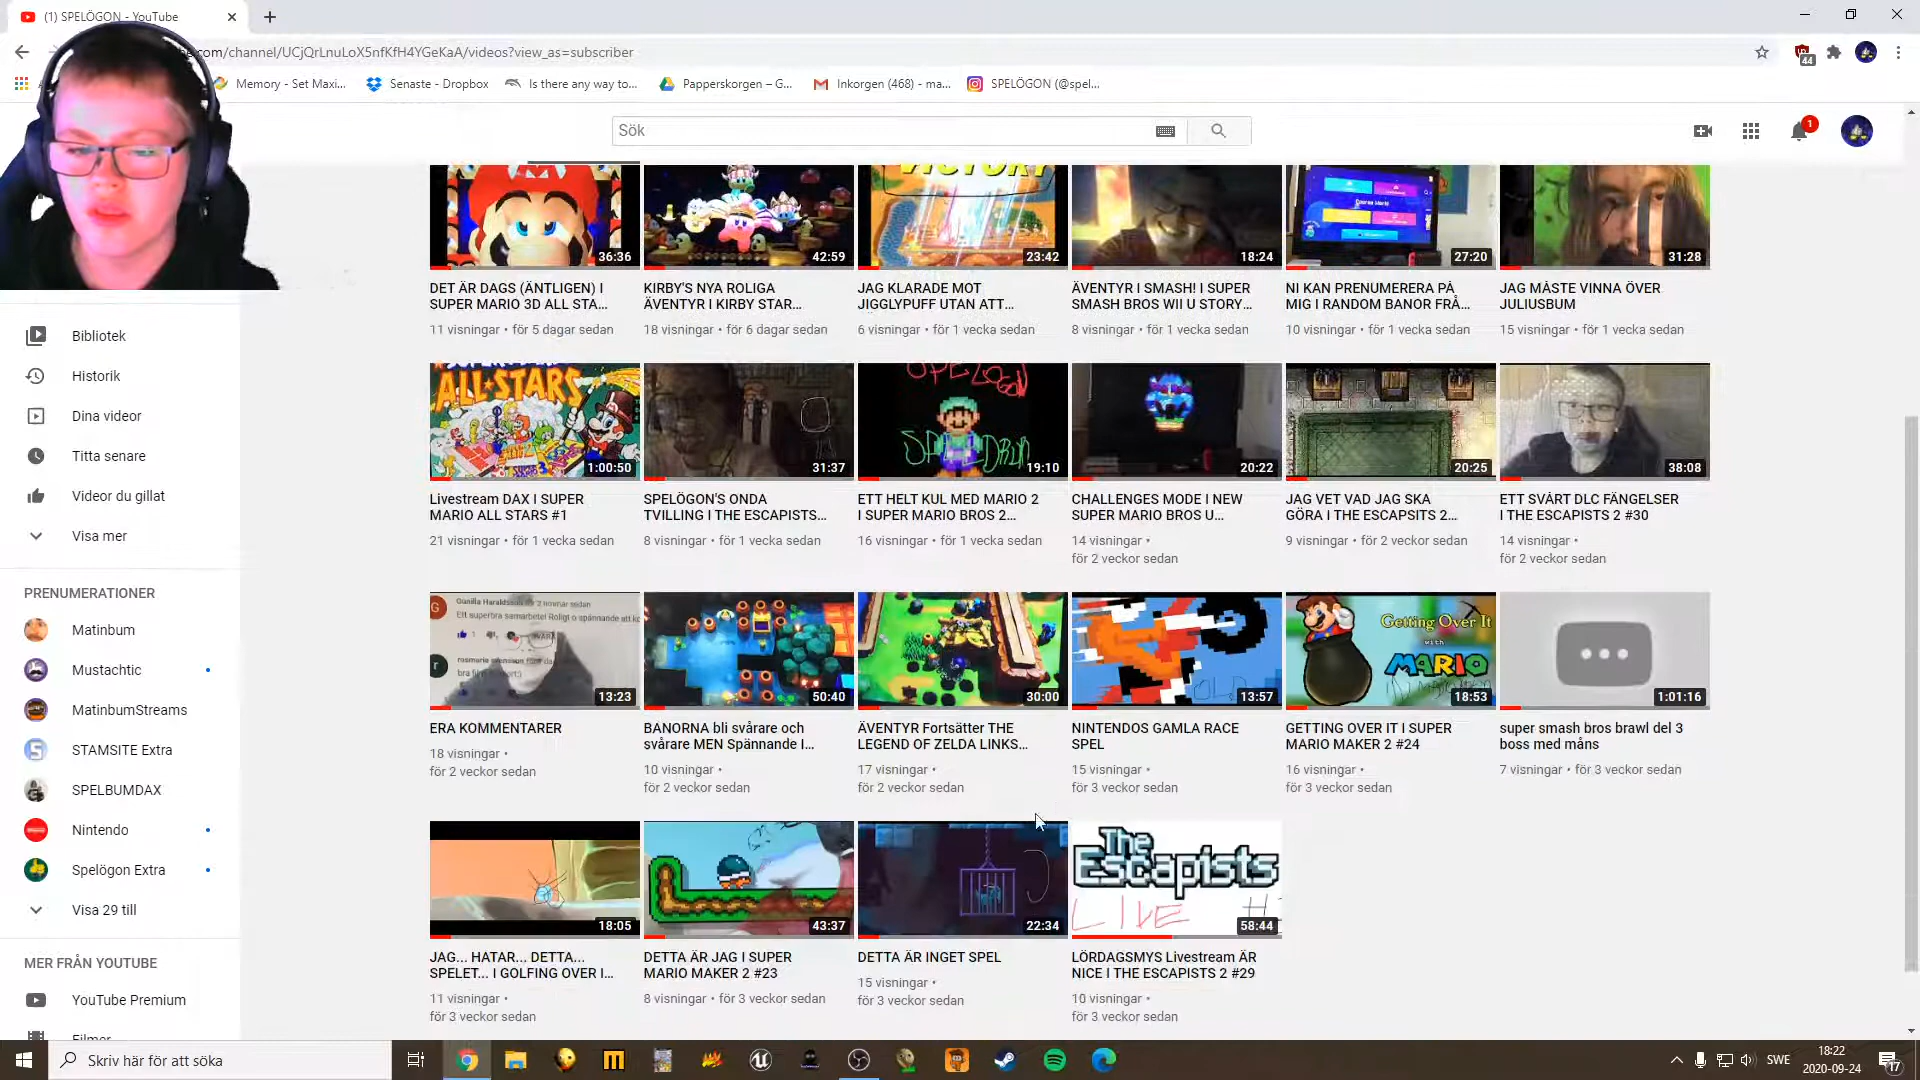 (1) SPELÖGON - YouTube
com/channel/UCjQrLnuLoX5nfKfH4YGeKaA/videos?view_as=subscriber
44
Memory - Set Maxi...
Senaste - Dropbox
Is there any way to...
Papperskorgen – G...
Inkorgen (468) - ma...
SPELÖGON (@spel...
Sök
1
VICTORY
36:36
42:59
23:42
18:24
27:20
31:28
DET ÄR DAGS (ÄNTLIGEN) I
SUPER MARIO 3D ALL STA...
11 visningar • för 5 dagar sedan
KIRBY'S NYA ROLIGA
ÄVENTYR I KIRBY STAR...
18 visningar • för 6 dagar sedan
JAG KLARADE MOT
JIGGLYPUFF UTAN ATT...
6 visningar • för 1 vecka sedan
ÄVENTYR I SMASH! I SUPER
SMASH BROS WII U STORY...
8 visningar • för 1 vecka sedan
NI KAN PRENUMERERA PÅ
MIG I RANDOM BANOR FRÅ...
10 visningar • för 1 vecka sedan
JAG MÅSTE VINNA ÖVER
JULIUSBUM
15 visningar • för 1 vecka sedan
Bibliotek
Historik
Dina videor
Titta senare
Videor du gillat
Visa mer
ALL★STARS
1:00:50
31:37
SPELÖGON
19:10
20:22
20:25
38:08
Livestream DAX I SUPER
MARIO ALL STARS #1
21 visningar • för 1 vecka sedan
SPELÖGON'S ONDA
TVILLING I THE ESCAPISTS...
8 visningar • för 1 vecka sedan
ETT HELT KUL MED MARIO 2
I SUPER MARIO BROS 2...
16 visningar • för 1 vecka sedan
CHALLENGES MODE I NEW
SUPER MARIO BROS U...
14 visningar •
för 2 veckor sedan
JAG VET VAD JAG SKA
GÖRA I THE ESCAPSITS 2...
9 visningar • för 2 veckor sedan
ETT SVÅRT DLC FÄNGELSER
I THE ESCAPISTS 2 #30
14 visningar •
för 2 veckor sedan
PRENUMERATIONER
Matinbum
Mustachtic
MatinbumStreams
STAMSITE Extra
SPELBUMDAX
Nintendo
Spelögon Extra
Visa 29 till
MER FRÅN YOUTUBE
YouTube Premium
Filmer
13:23
50:40
30:00
13:57
Getting Over It
with
MARIO
18:53
1:01:16
ERA KOMMENTARER
18 visningar •
för 2 veckor sedan
BANORNA bli svårare och
svårare MEN Spännande I...
10 visningar •
för 2 veckor sedan
ÄVENTYR Fortsätter THE
LEGEND OF ZELDA LINKS...
17 visningar •
för 2 veckor sedan
NINTENDOS GAMLA RACE
SPEL
15 visningar •
för 3 veckor sedan
GETTING OVER IT I SUPER
MARIO MAKER 2 #24
16 visningar •
för 3 veckor sedan
super smash bros brawl del 3
boss med måns
7 visningar • för 3 veckor sedan
18:05
43:37
22:34
The
Escapists
LIVE
58:44
JAG... HATAR... DETTA...
SPELET... I GOLFING OVER I...
11 visningar •
för 3 veckor sedan
DETTA ÄR JAG I SUPER
MARIO MAKER 2 #23
8 visningar • för 3 veckor sedan
DETTA ÄR INGET SPEL
15 visningar •
för 3 veckor sedan
LÖRDAGSMYS Livestream ÄR
NICE I THE ESCAPISTS 2 #29
10 visningar •
för 3 veckor sedan
Skriv här för att söka
SWE
18:22
2020-09-24
17